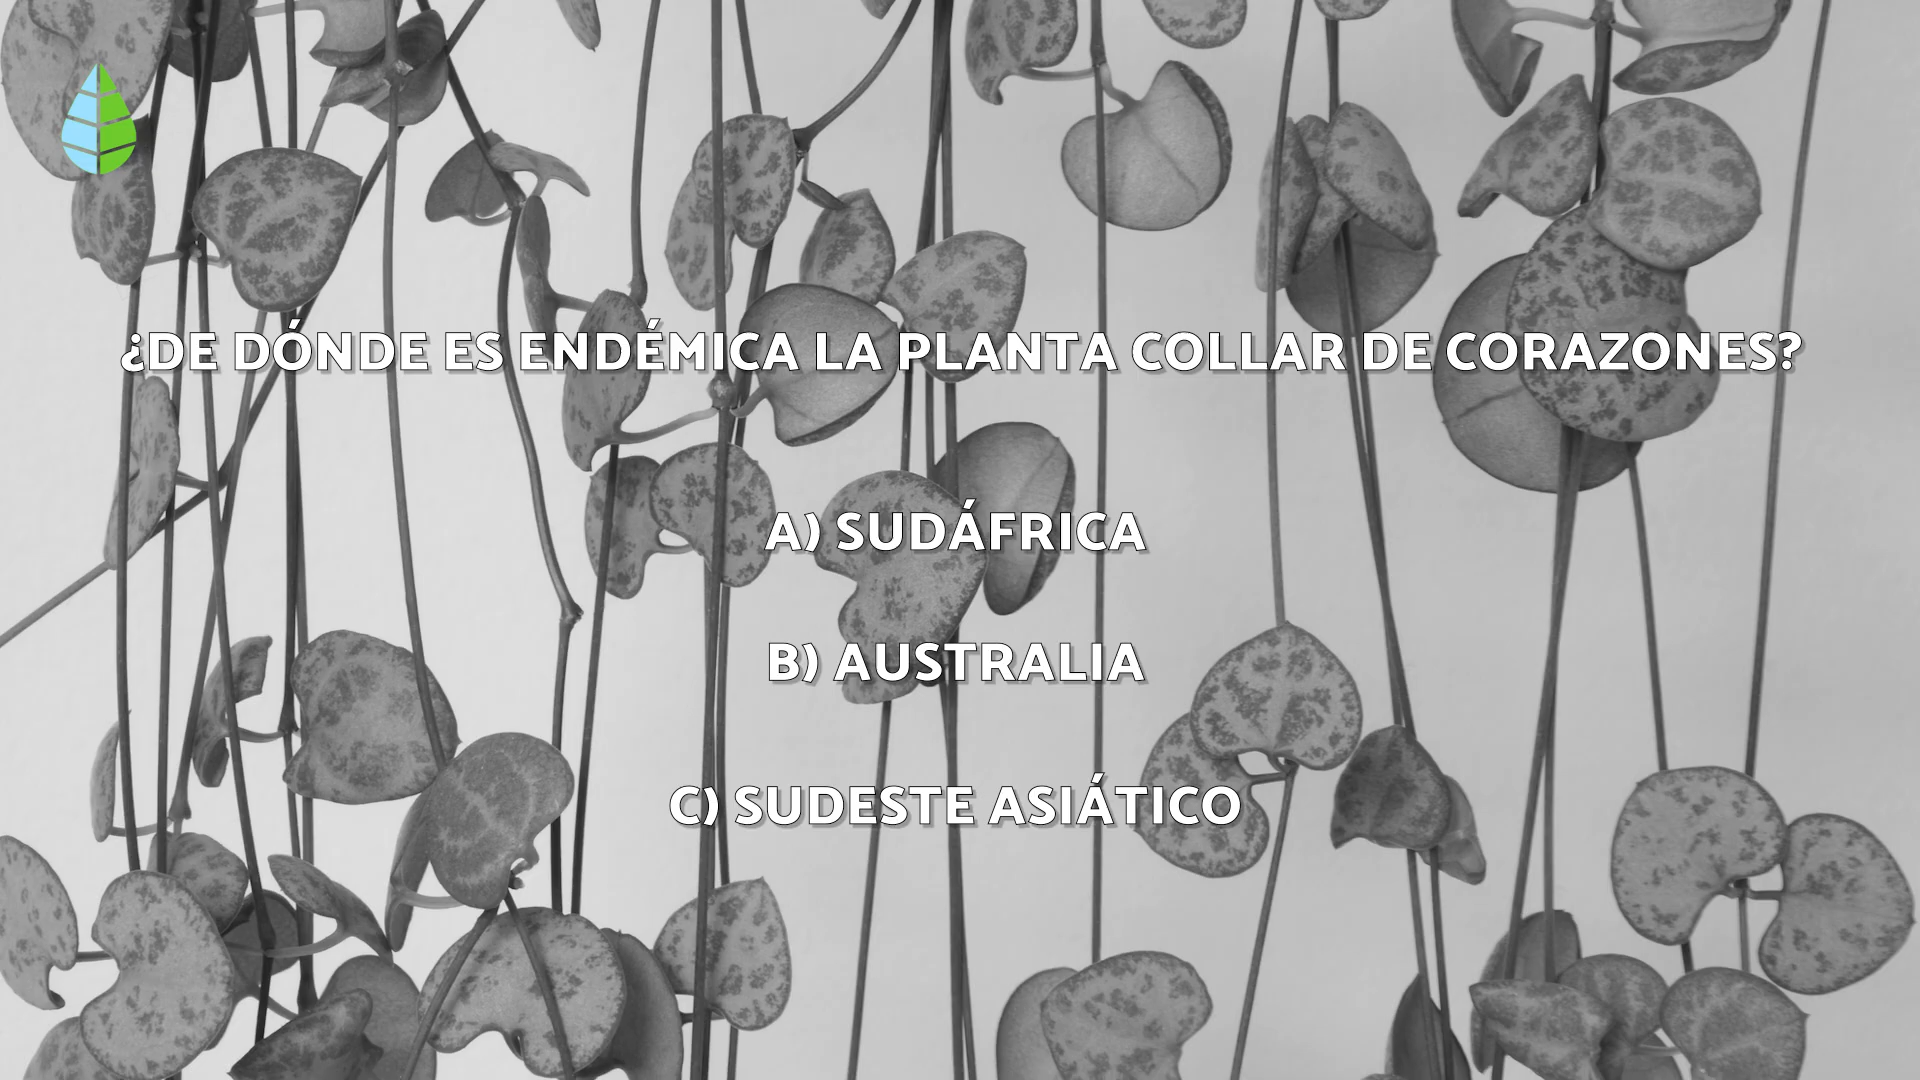 ¿DE DÓNDE ES ENDÉMICA LA PLANTA COLLAR DE CORAZONES?
A) SUDÁFRICA
B) AUSTRALIA
C) SUDESTE ASIÁTICO